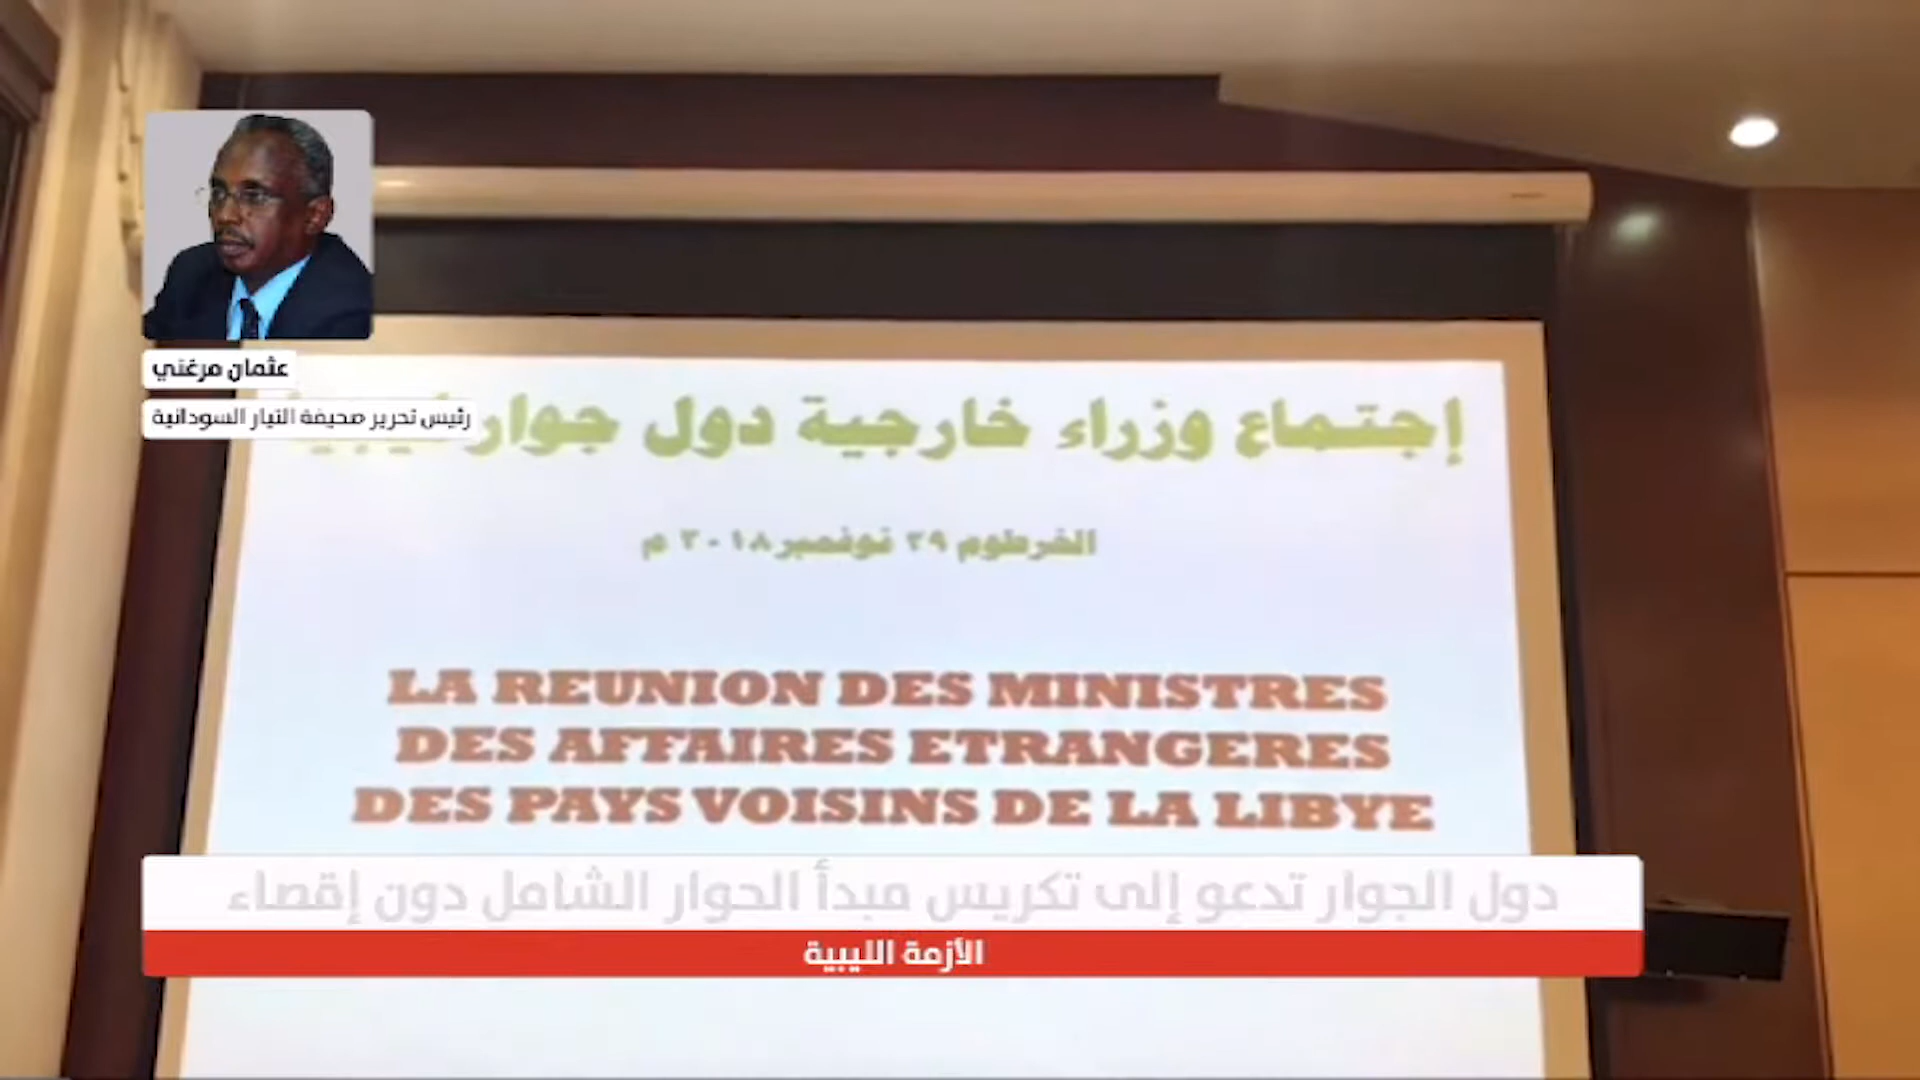 عثمان مرغني
رئيس تحرير صحيفة التيار السودانية
إجتماع وزراء خارجية دول جوار ليبيا
الخرطوم ٢٩ نوفمبر ٢٠١٨ م
LA REUNION DES MINISTRES
DES AFFAIRES ETRANGERES
DES PAYS VOISINS DE LA LIBYE
دول الجوار تدعو إلى تكريس مبدأ الحوار الشامل دون إقصاء
الأزمة الليبية